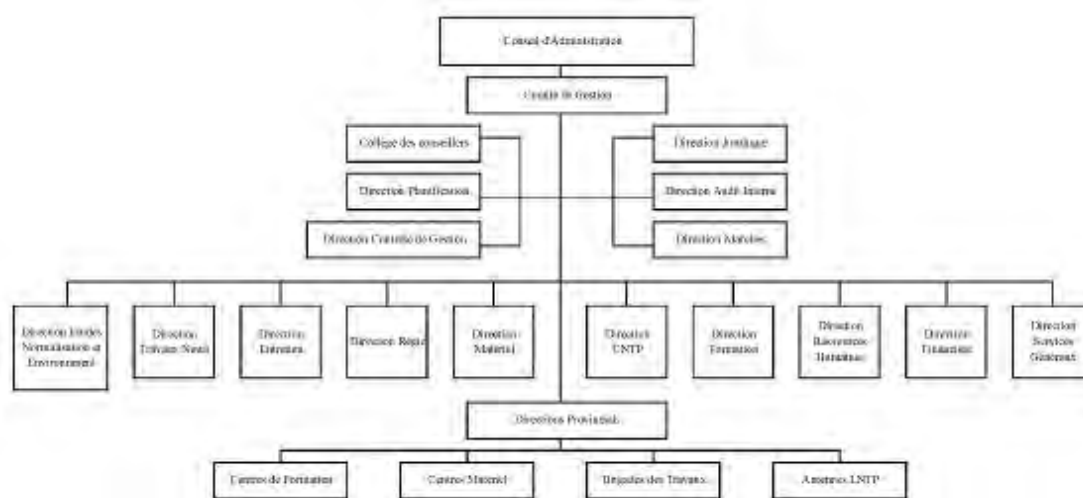 Conseil d'Administration
Comité de Gestion
Collège des conseillers
Direction Juridique
Direction Planification
Direction Audit Interne
Direction Contrôle de Gestion
Direction Marchés
Direction Etudes
Normalisation et
Environnement
Direction
Travaux Neufs
Direction
Entretien
Direction Régie
Direction
Matériel
Direction
Direction
Formation
Direction
Ressources
Humaines
Direction
Financière
Direction
Services
Généraux
Directions Provinciales
Centres de Formation
Centres Matériel
Brigades des Travaux
Antennes LNTP